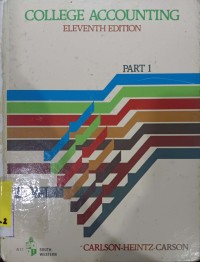 COLLEGE ACCOUNTING
ELEVENTH EDITION
PART 1
CARLSON-HEINTZ-CARSON